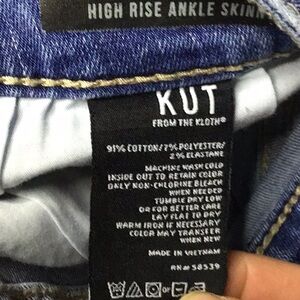 HIGH RISE ANKLE SKINN
KUT
FROM THE KLOTH®
91% COTTON/7% POLYESTER/
2% ELASTANE
MACHINE WASH COLD
INSIDE OUT TO RETAIN COLOR
ONLY NON-CHLORINE BLEACH
WHEN NEEDED
TUMBLE DRY LOW
OR FOR BETTER CARE
LAY FLAT TO DRY
WARM IRON IF NECESSARY
COLOR MAY TRANSFER
WHEN NEW
MADE IN VIETNAM
RN# 58539
OR